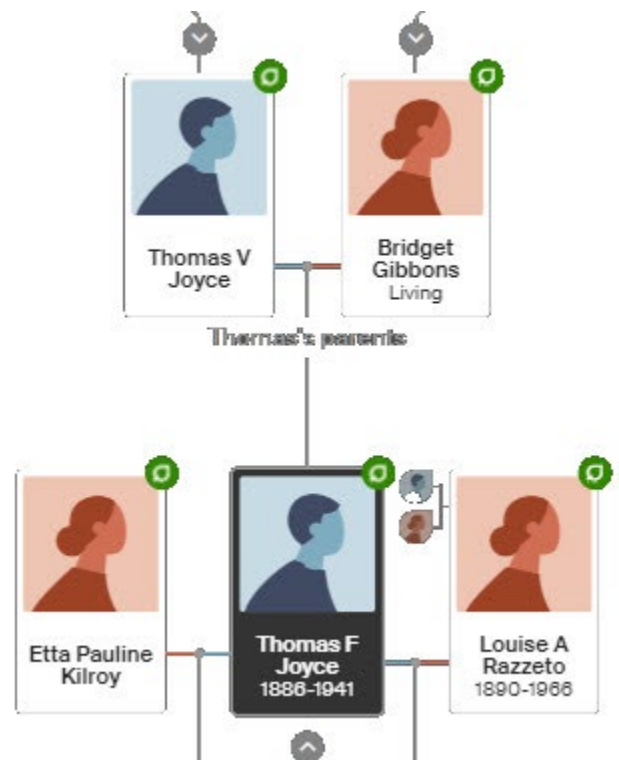 Thomas V
Joyce
Bridget
Gibbons
Living
Thomas's parents
Etta Pauline
Kilroy
Thomas F
Joyce
1886-1941
Louise A
Razzeto
1890-1966